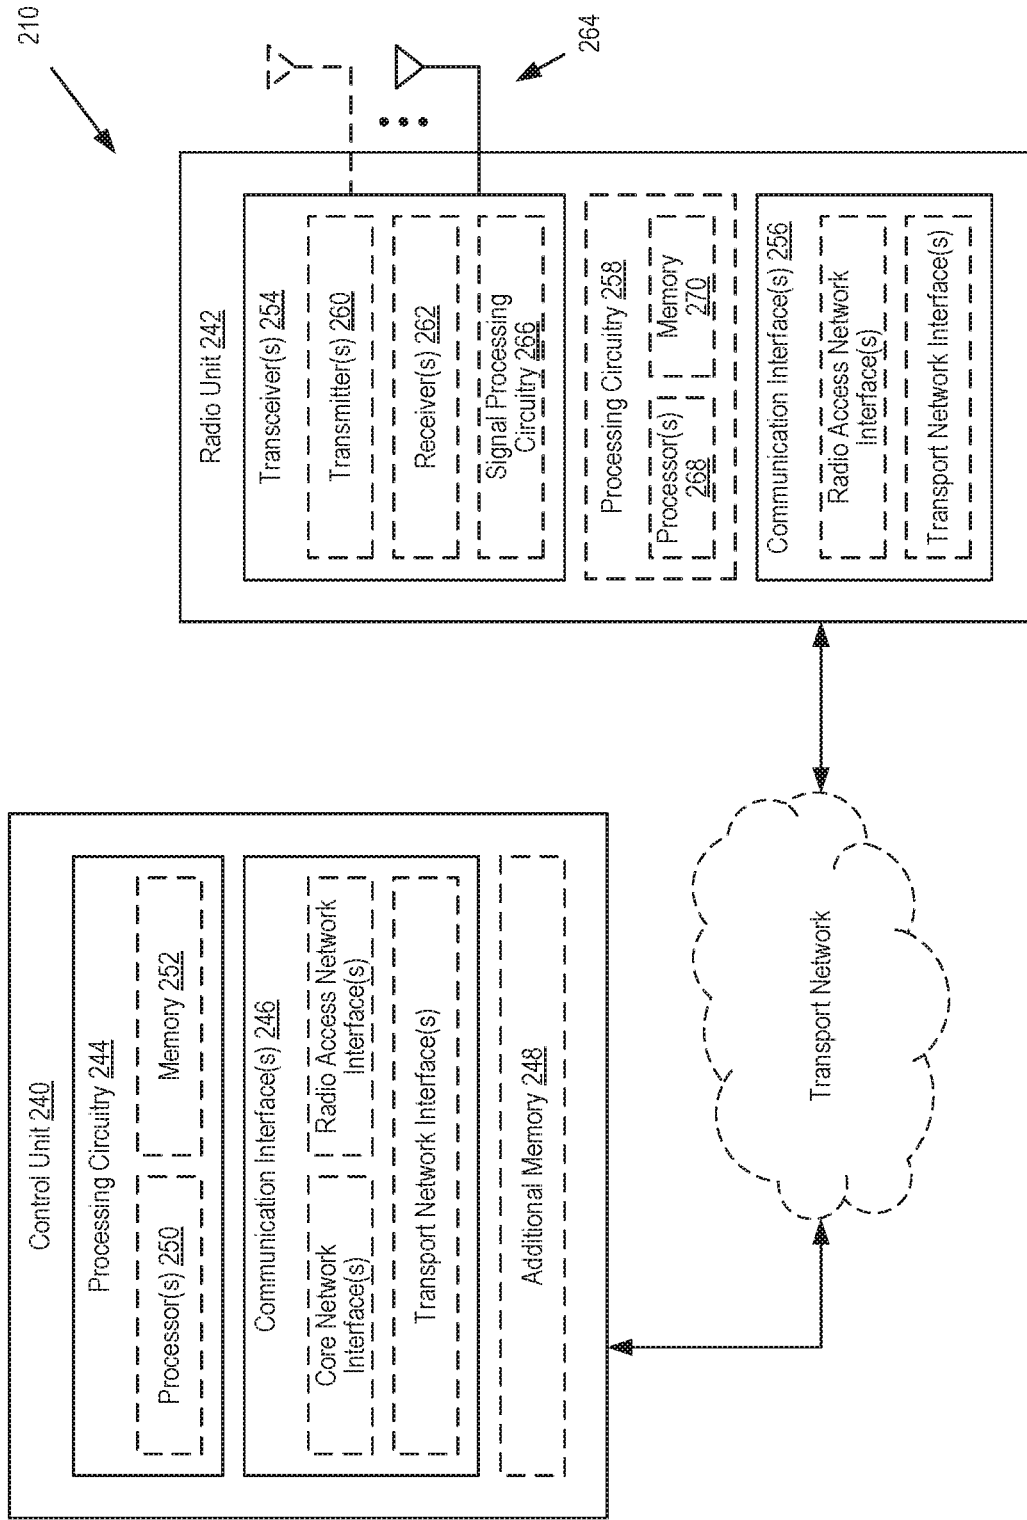 210
Control Unit 240
Processing Circuitry 244
Processor(s) 250
Memory 252
Communication Interface(s) 246
Core Network
Interface(s)
Radio Access Network
Interface(s)
Transport Network Interface(s)
Additional Memory 248
Transport Network
Radio Unit 242
Transceiver(s) 254
Transmitter(s) 260
Receiver(s) 262
Signal Processing
Circuitry 266
264
Processing Circuitry 258
Processor(s)
268
Memory
270
Communication Interface(s) 256
Radio Access Network
Interface(s)
Transport Network Interface(s)